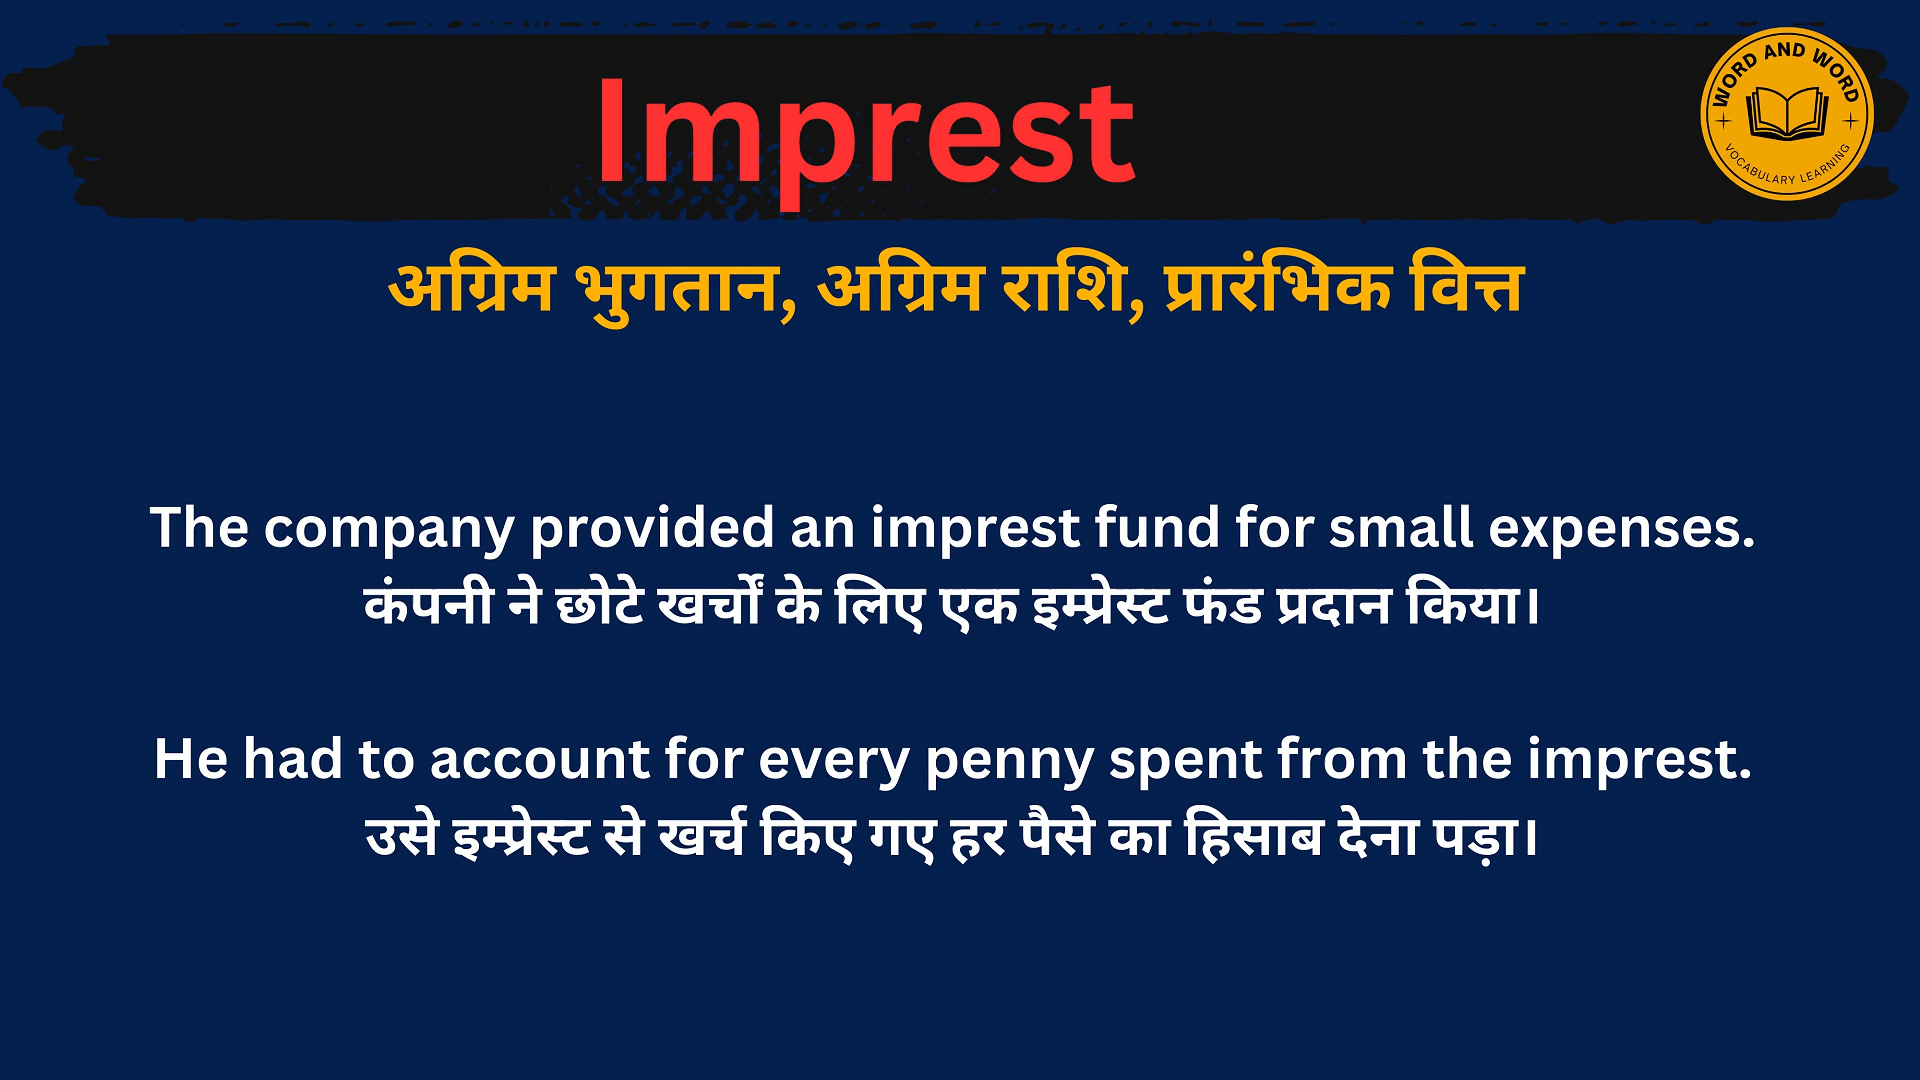 Imprest
WORD AND WORD
VOCABULARY LEARNING
अग्रिम भुगतान, अग्रिम राशि, प्रारंभिक वित्त
The company provided an imprest fund for small expenses.
कंपनी ने छोटे खर्चों के लिए एक इम्प्रेस्ट फंड प्रदान किया।
He had to account for every penny spent from the imprest.
उसे इम्प्रेस्ट से खर्च किए गए हर पैसे का हिसाब देना पड़ा।